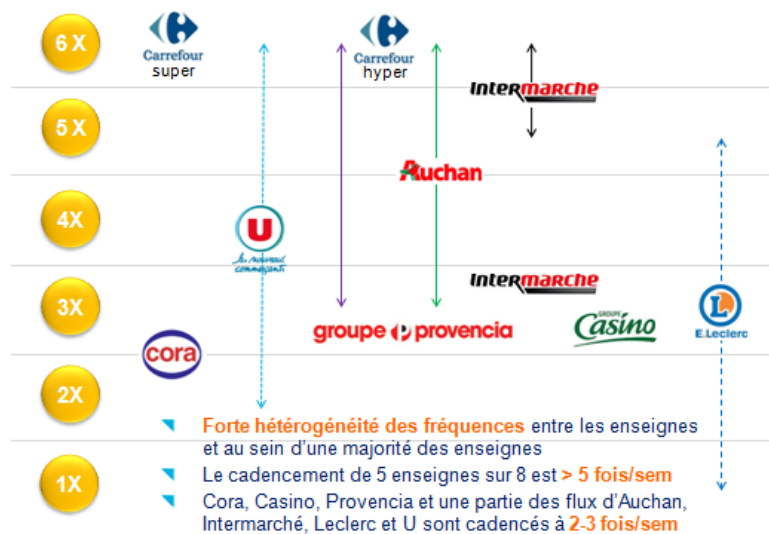 6 X
Carrefour
super
Carrefour
hyper
INTERMARCHE
5 X
Auchan
4X
U
les nouveaux
commerçants
INTERMARCHE
3X
groupe provencia
GROUPE
Casino
L
E.Leclerc
cora
2X
Forte hétérogénéité des fréquences entre les enseignes
et au sein d'une majorité des enseignes
1X
Le cadencement de 5 enseignes sur 8 est > 5 fois/sem
Cora, Casino, Provencia et une partie des flux d'Auchan,
Intermarché, Leclerc et U sont cadencés à 2-3 fois/sem